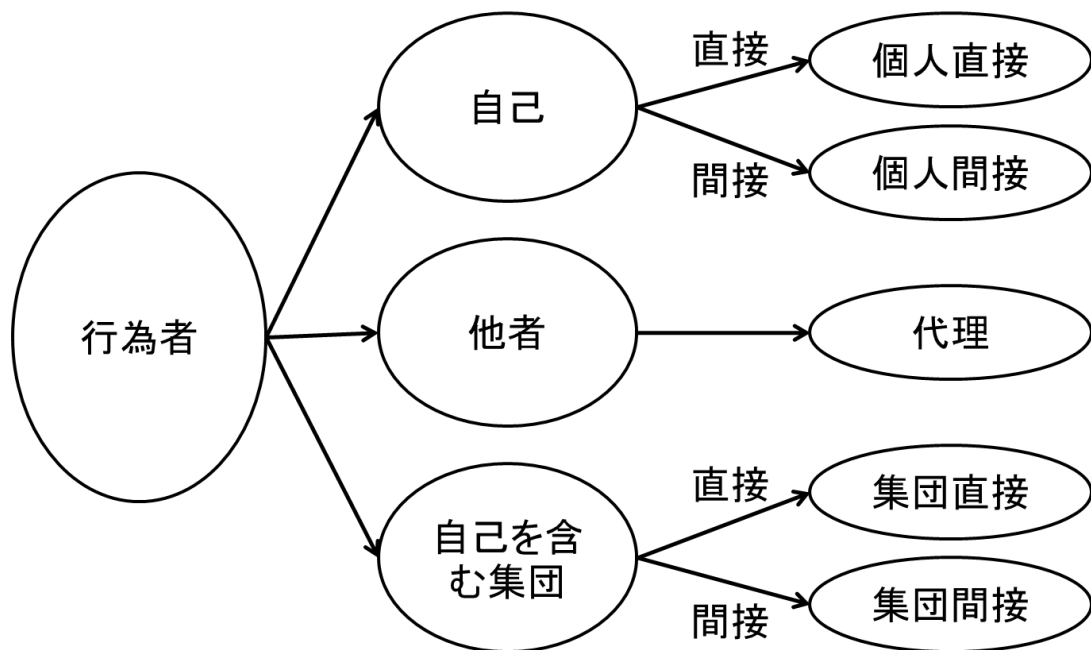 行為者
自己
直接
個人直接
間接
個人間接
他者
代理
自己を含
む集団
直接
集団直接
間接
集団間接